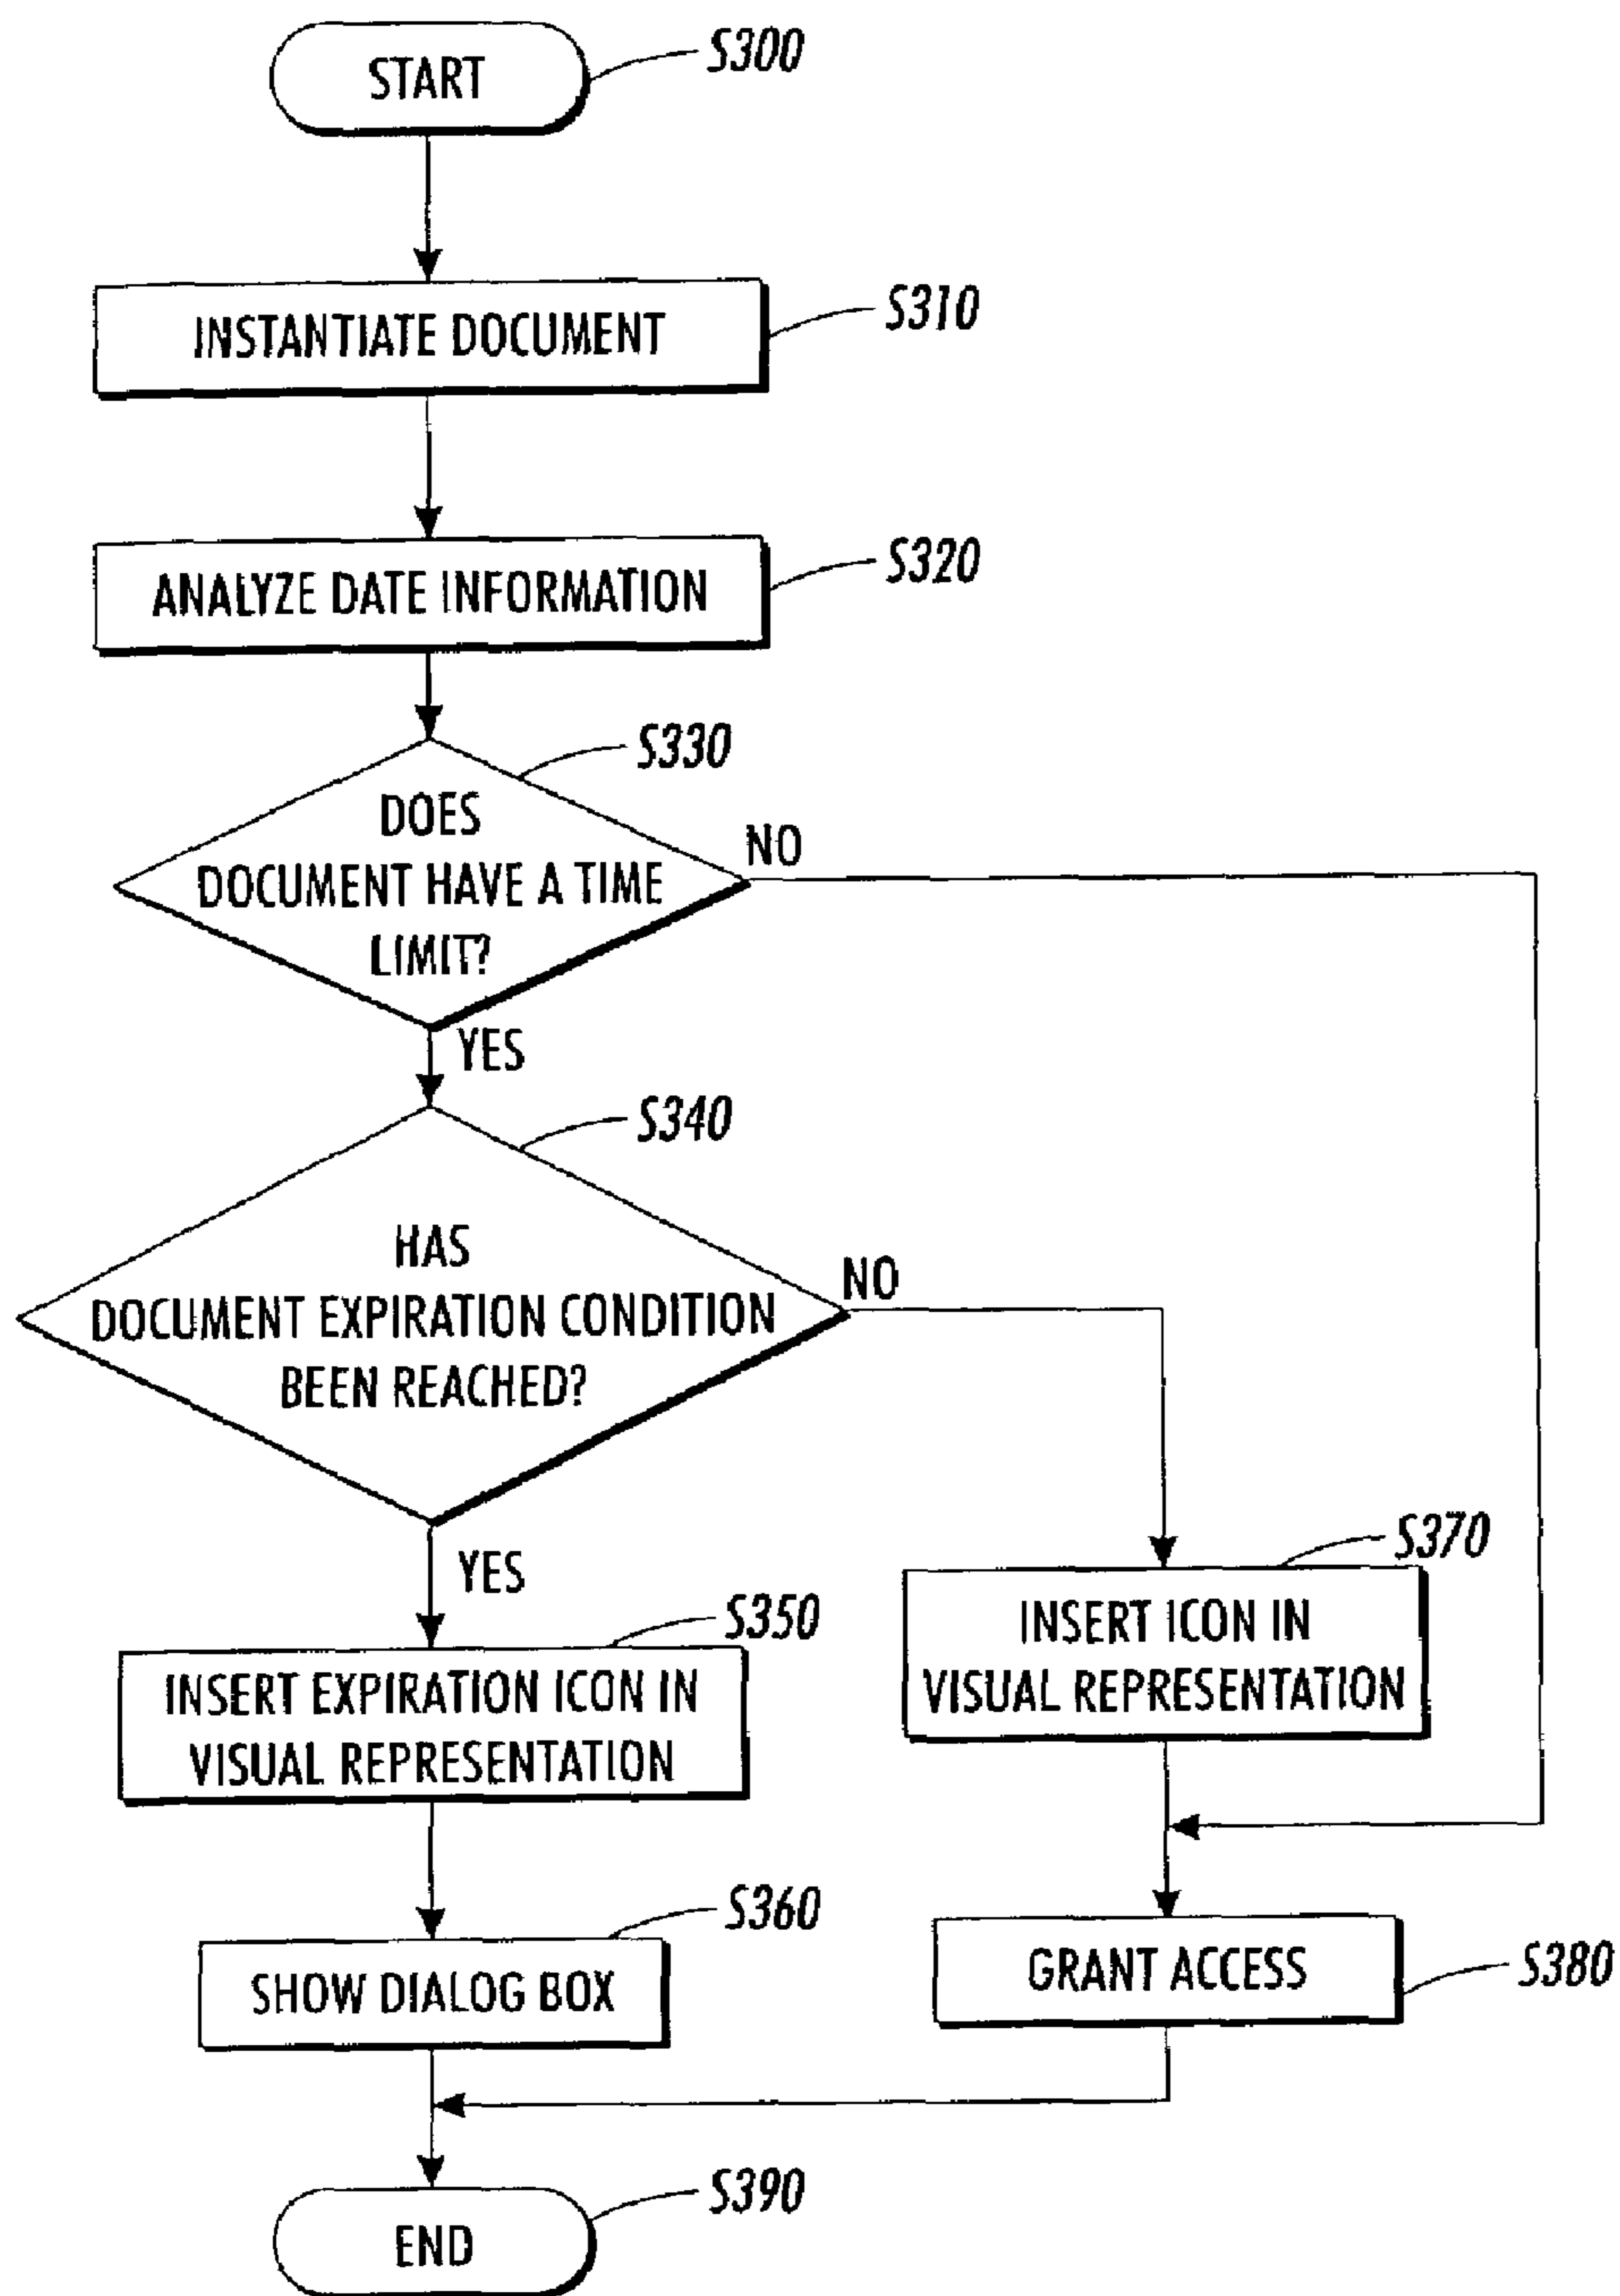 START
S300
INSTANTIATE DOCUMENT
S310
ANALYZE DATE INFORMATION
S320
S330
DOES
DOCUMENT HAVE A TIME
LIMIT?
NO
YES
S340
HAS
DOCUMENT EXPIRATION CONDITION
BEEN REACHED?
NO
YES
S350
INSERT EXPIRATION ICON IN
VISUAL REPRESENTATION
S370
INSERT ICON IN
VISUAL REPRESENTATION
S360
SHOW DIALOG BOX
GRANT ACCESS
S380
S390
END